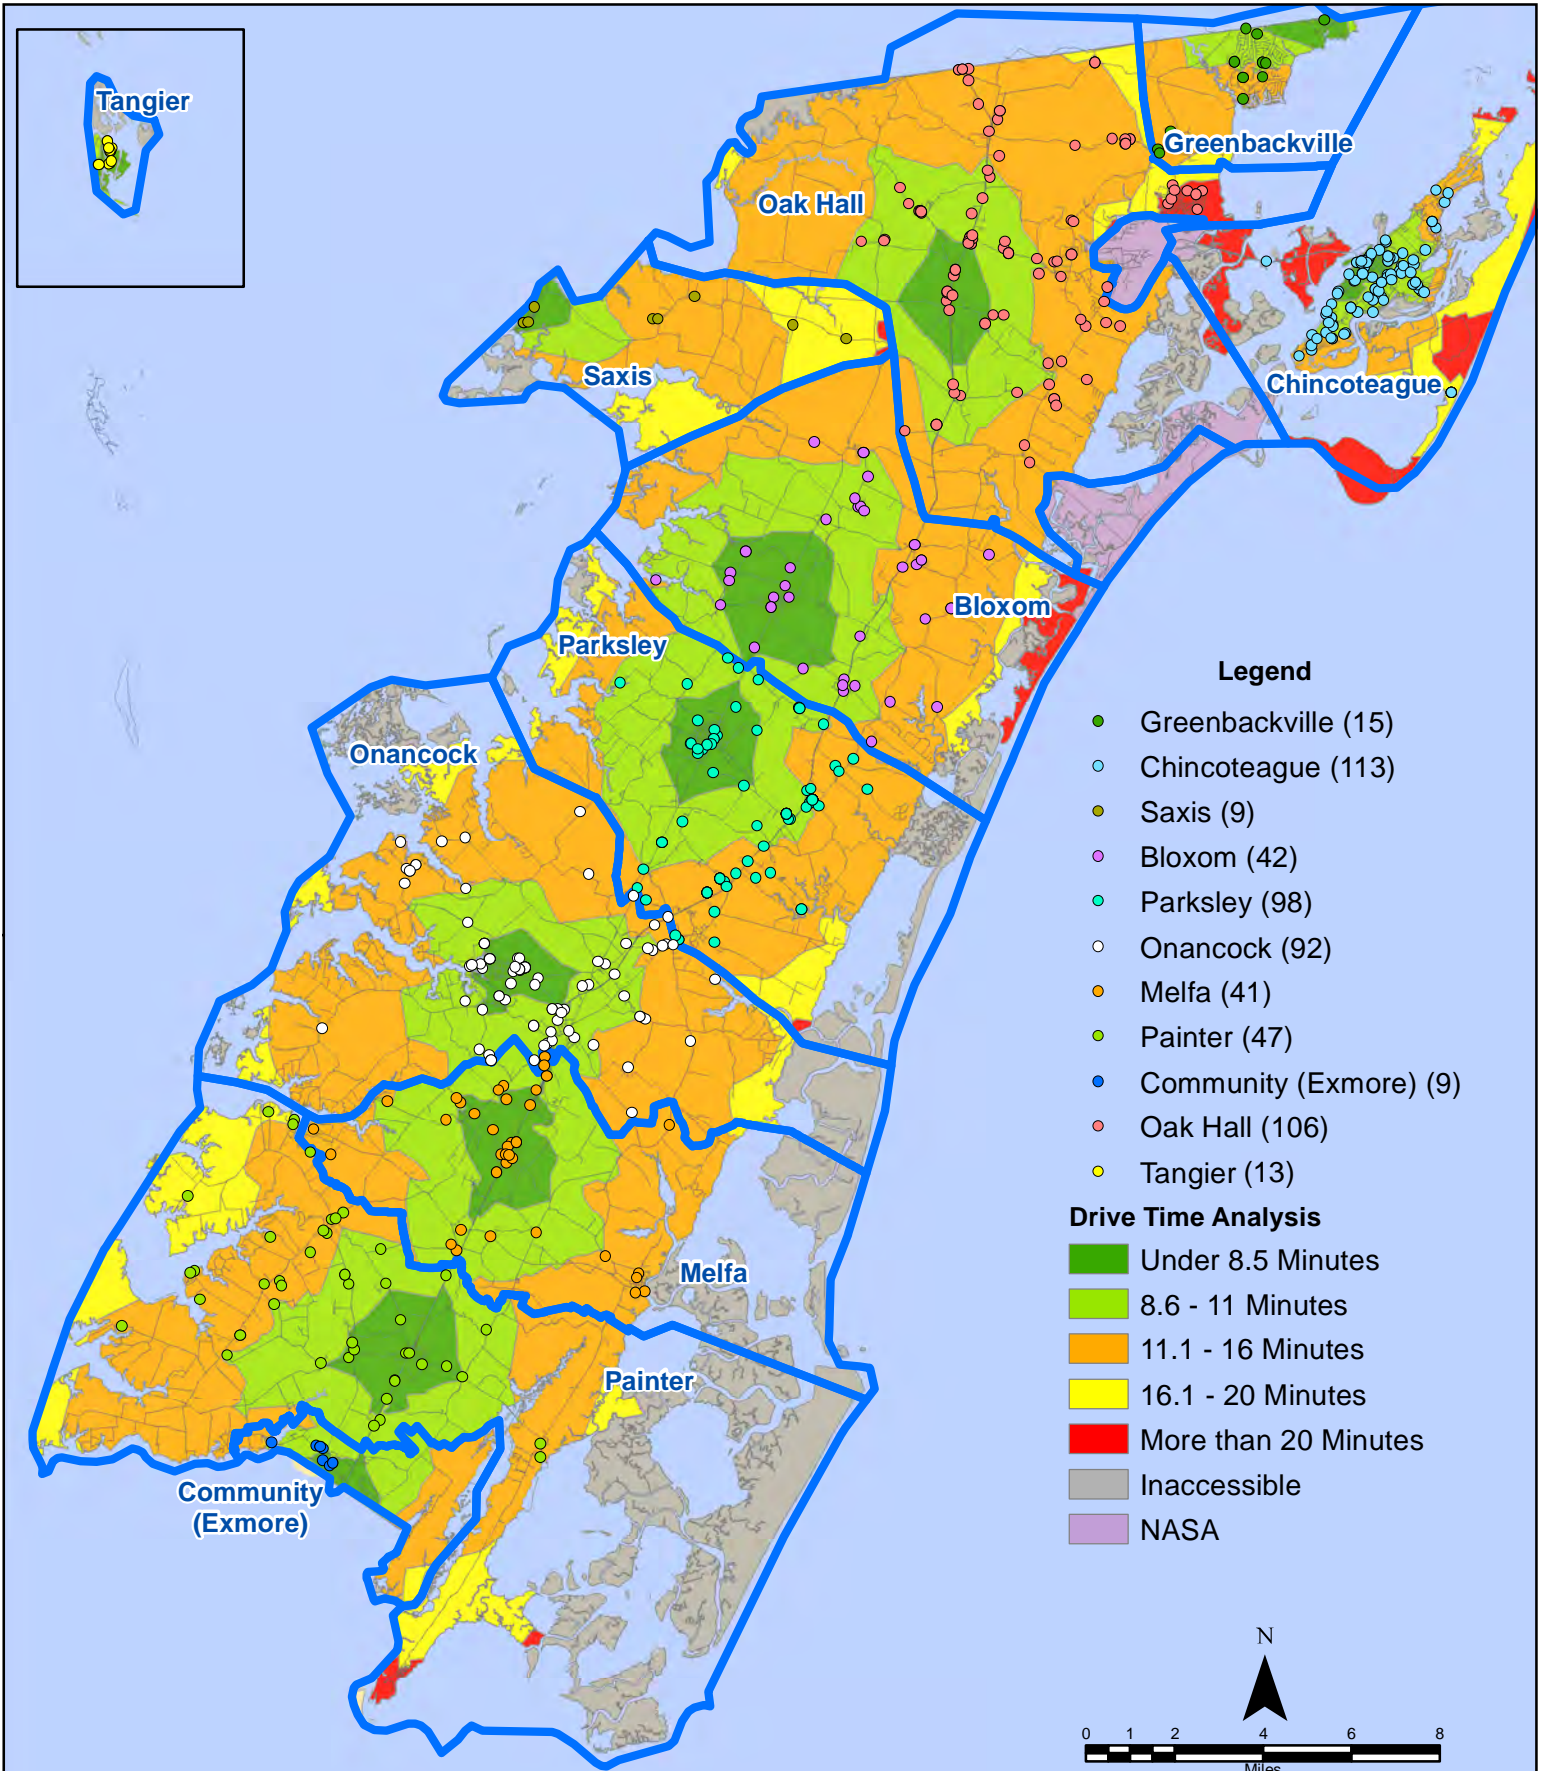 Tangier
Greenbackville
Oak Hall
Saxis
Chincoteague
Bloxom
Parksley
Onancock
Melfa
Painter
Community
(Exmore)
Legend
Greenbackville (15)
Chincoteague (113)
Saxis (9)
Bloxom (42)
Parksley (98)
Onancock (92)
Melfa (41)
Painter (47)
Community (Exmore) (9)
Oak Hall (106)
Tangier (13)
Drive Time Analysis
Under 8.5 Minutes
8.6 - 11 Minutes
11.1 - 16 Minutes
16.1 - 20 Minutes
More than 20 Minutes
Inaccessible
NASA
N
0 1 2 4 6 8
Miles